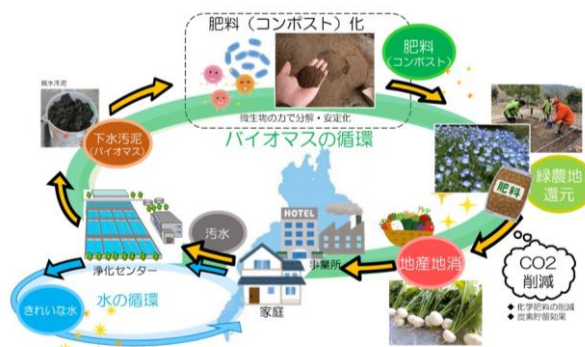 肥料（コンポスト）化
微生物の力で分解・安定化
肥料
（コンポスト）
脱水汚泥
下水汚泥
（バイオマス）
バイオマスの循環
肥料
緑農地
還元
HOTEL
汚水
事業所
地産地消
CO2
削減
◆ 化学肥料の削減
◆ 炭素貯留効果
浄化センター
家庭
水の循環
きれいな水